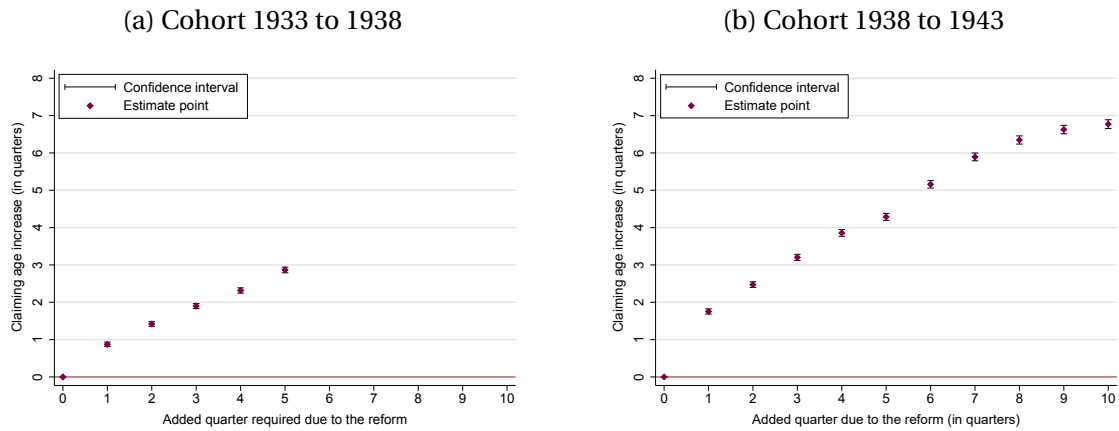 (a) Cohort 1933 to 1938
Claiming age increase (in quarters)
8
7
6
5
4
3
2
1
0
Confidence interval
Estimate point
0 1 2 3 4 5 6 7 8 9 10
Added quarter required due to the reform
(b) Cohort 1938 to 1943
Claiming age increase (in quarters)
8
7
6
5
4
3
2
1
0
Confidence interval
Estimate point
0 1 2 3 4 5 6 7 8 9 10
Added quarter due to the reform (in quarters)